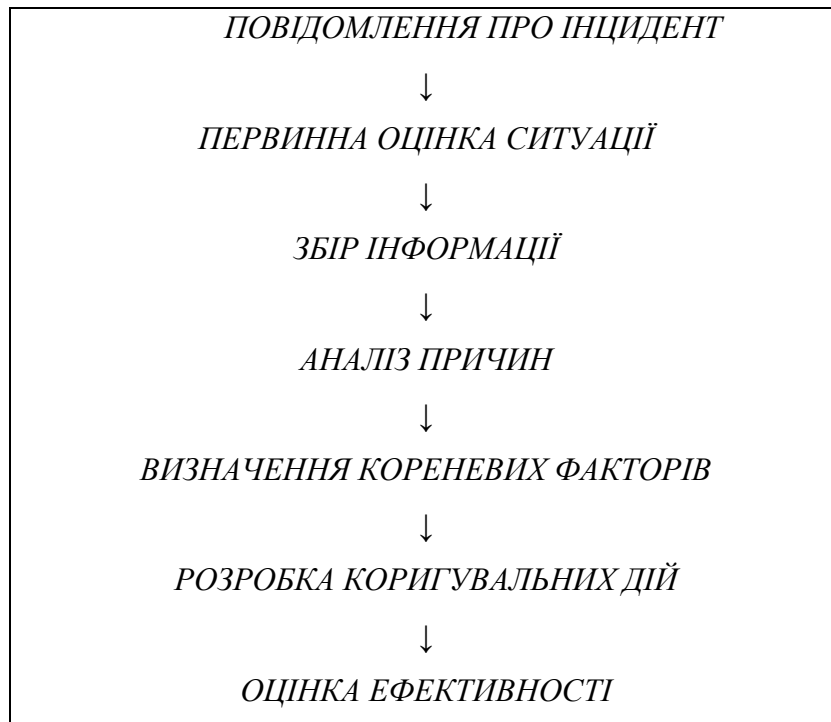 ПОВІДОМЛЕННЯ ПРО ІНЦИДЕНТ
↓
ПЕРВИННА ОЦІНКА СИТУАЦІЇ
↓
ЗБІР ІНФОРМАЦІЇ
↓
АНАЛІЗ ПРИЧИН
↓
ВИЗНАЧЕННЯ КОРЕНЕВИХ ФАКТОРІВ
↓
РОЗРОБКА КОРИГУВАЛЬНИХ ДІЙ
↓
ОЦІНКА ЕФЕКТИВНОСТІ